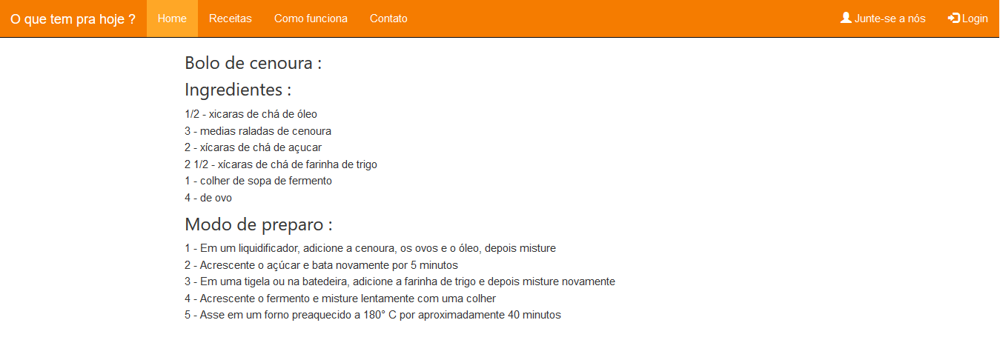 O que tem pra hoje ? Home Receitas Como funciona Contato Junte-se a nós Login
Bolo de cenoura :
Ingredientes :
1/2 - xicaras de chá de óleo
3 - medias raladas de cenoura
2 - xícaras de chá de açucar
2 1/2 - xícaras de chá de farinha de trigo
1 - colher de sopa de fermento
4 - de ovo
Modo de preparo :
1 - Em um liquidificador, adicione a cenoura, os ovos e o óleo, depois misture
2 - Acrescente o açúcar e bata novamente por 5 minutos
3 - Em uma tigela ou na batedeira, adicione a farinha de trigo e depois misture novamente
4 - Acrescente o fermento e misture lentamente com uma colher
5 - Asse em um forno preaquecido a 180° C por aproximadamente 40 minutos